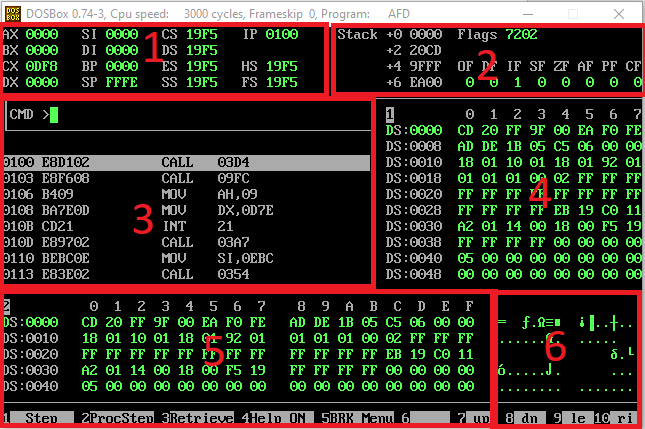 DOSBox 0.74-3, Cpu speed: 3000 cycles, Frameskip 0, Program: AFD
AX 0000 SI 0000 CS 19F5 IP 0100 Stack +0 0000 Flags 7202
BX 0000 DI 0000 DS 19F5 +2 20CD
CX 0DF8 BP 0000 ES 19F5 HS 19F5 +4 9FFF OF DF IF SF ZF AF PF CF
DX 0000 SP FFFE SS 19F5 FS 19F5 +6 EA00 0 0 1 0 0 0 0 0
1
2
CMD >
1 0 1 2 3 4 5 6 7
DS:0000 CD 20 FF 9F 00 EA F0 FE
DS:0008 AD DE 1B 05 C5 06 00 00
0100 E8D102 CALL 03D4 DS:0010 18 01 10 01 18 01 92 01
0103 E8F608 CALL 09FC DS:0018 01 01 01 00 02 FF FF FF
0106 B409 MOV AH,09 DS:0020 FF FF FF FF FF FF FF FF
0108 BA7E0D MOV DX,0D7E DS:0028 FF FF FF FF EB 19 C0 11
010B CD21 INT 21 DS:0030 A2 01 14 00 18 00 F5 19
010D E89702 CALL 03A7 DS:0038 FF FF FF FF 00 00 00 00
0110 BEBC0E MOV SI,0EBC DS:0040 05 00 00 00 00 00 00 00
0113 E83E02 CALL 0354 DS:0048 00 00 00 00 00 00 00 00
3
4
2 0 1 2 3 4 5 6 7 8 9 A B C D E F
DS:0000 CD 20 FF 9F 00 EA F0 FE AD DE 1B 05 C5 06 00 00 = ƒ.Ω≡■ ¡▐..┼..
DS:0010 18 01 10 01 18 01 92 01 01 01 01 00 02 FF FF FF
DS:0020 FF FF FF FF FF FF FF FF FF FF FF FF EB 19 C0 11 δ.└
DS:0030 A2 01 14 00 18 00 F5 19 FF FF FF FF 00 00 00 00 ó.....⌡.
DS:0040 05 00 00 00 00 00 00 00 00 00 00 00 00 00 00 00 ........ ........
5
6
1 Step 2ProcStep 3Retrieve 4Help ON 5BRK Menu 6 7 up 8 dn 9 le 10 ri